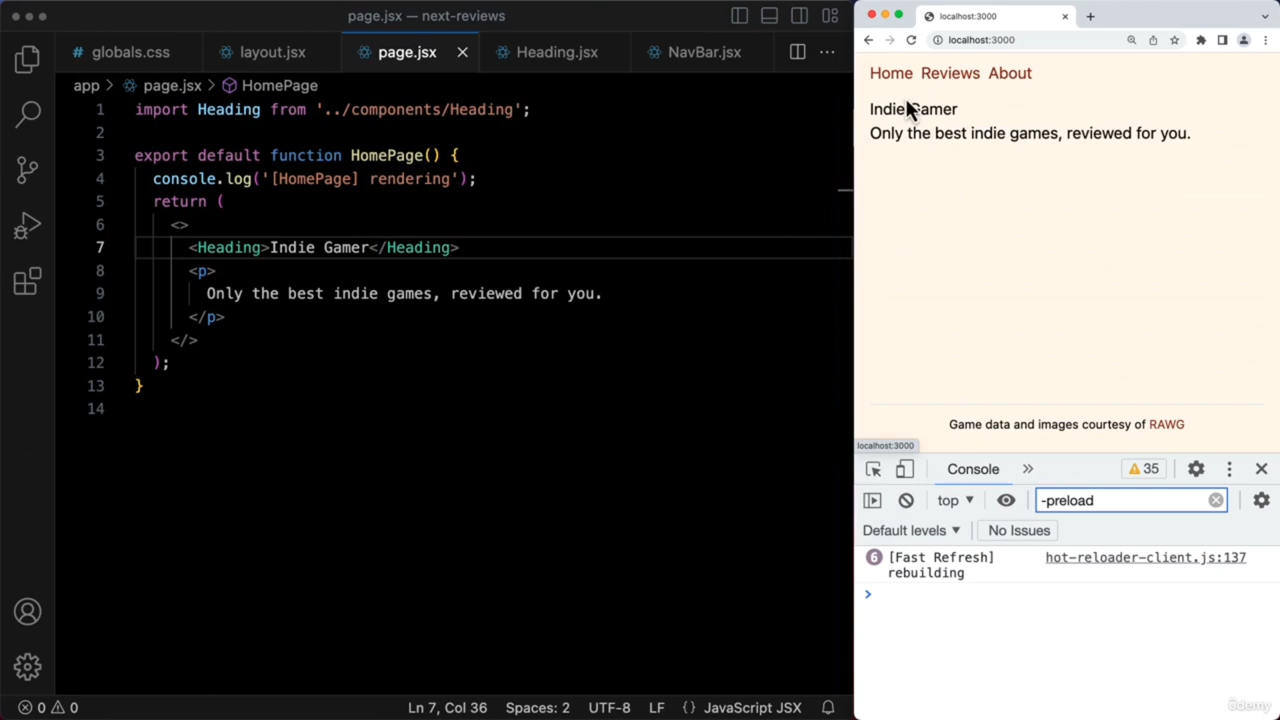 page.jsx — next-reviews
# globals.css
layout.jsx
page.jsx
Heading.jsx
NavBar.jsx
app > page.jsx > HomePage
1 import Heading from '../components/Heading';
2
3 export default function HomePage() {
4 console.log('[HomePage] rendering');
5 return (
6 <>
7 <Heading>Indie Gamer</Heading>
8 <p>
9 Only the best indie games, reviewed for you.
10 </p>
11 </>
12 );
13 }
14
0 0
Ln 7, Col 36 Spaces: 2 UTF-8 LF {} JavaScript JSX
localhost:3000
localhost:3000
Home Reviews About
Indie Gamer
Only the best indie games, reviewed for you.
Game data and images courtesy of RAWG
localhost:3000
Console » 35
top -preload
Default levels No Issues
6 [Fast Refresh] hot-reloader-client.js:137
rebuilding
>
ûdemy